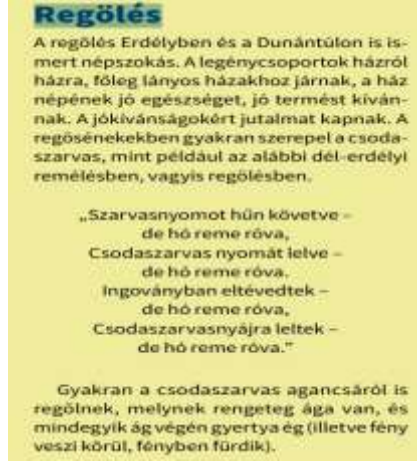 Regölés
A regölés Erdélyben és a Dunántúlon is is-
mert népszokás. A legénycsoportok házról
házra, főleg lányos házakhoz járnak, a ház
népének jó egészséget, jó termést kíván-
nak. A jókívánságokért jutalmat kapnak. A
regösénekekben gyakran szerepel a csoda-
szarvas, mint például az alábbi dél-erdélyi
remélésben, vagyis regölésben.
„Szarvasnyomot hűn követve –
de hó reme róva,
Csodaszarvas nyomát lelve –
de hó reme róva.
Ingoványban eltévedtek –
de hó reme róva,
Csodaszarvasnyájra leltek –
de hó reme róva.”
Gyakran a csodaszarvas agancsáról is
regölnek, melynek rengeteg ága van, és
mindegyik ág végén gyertya ég (illetve fény
veszi körül, fényben fürdik).